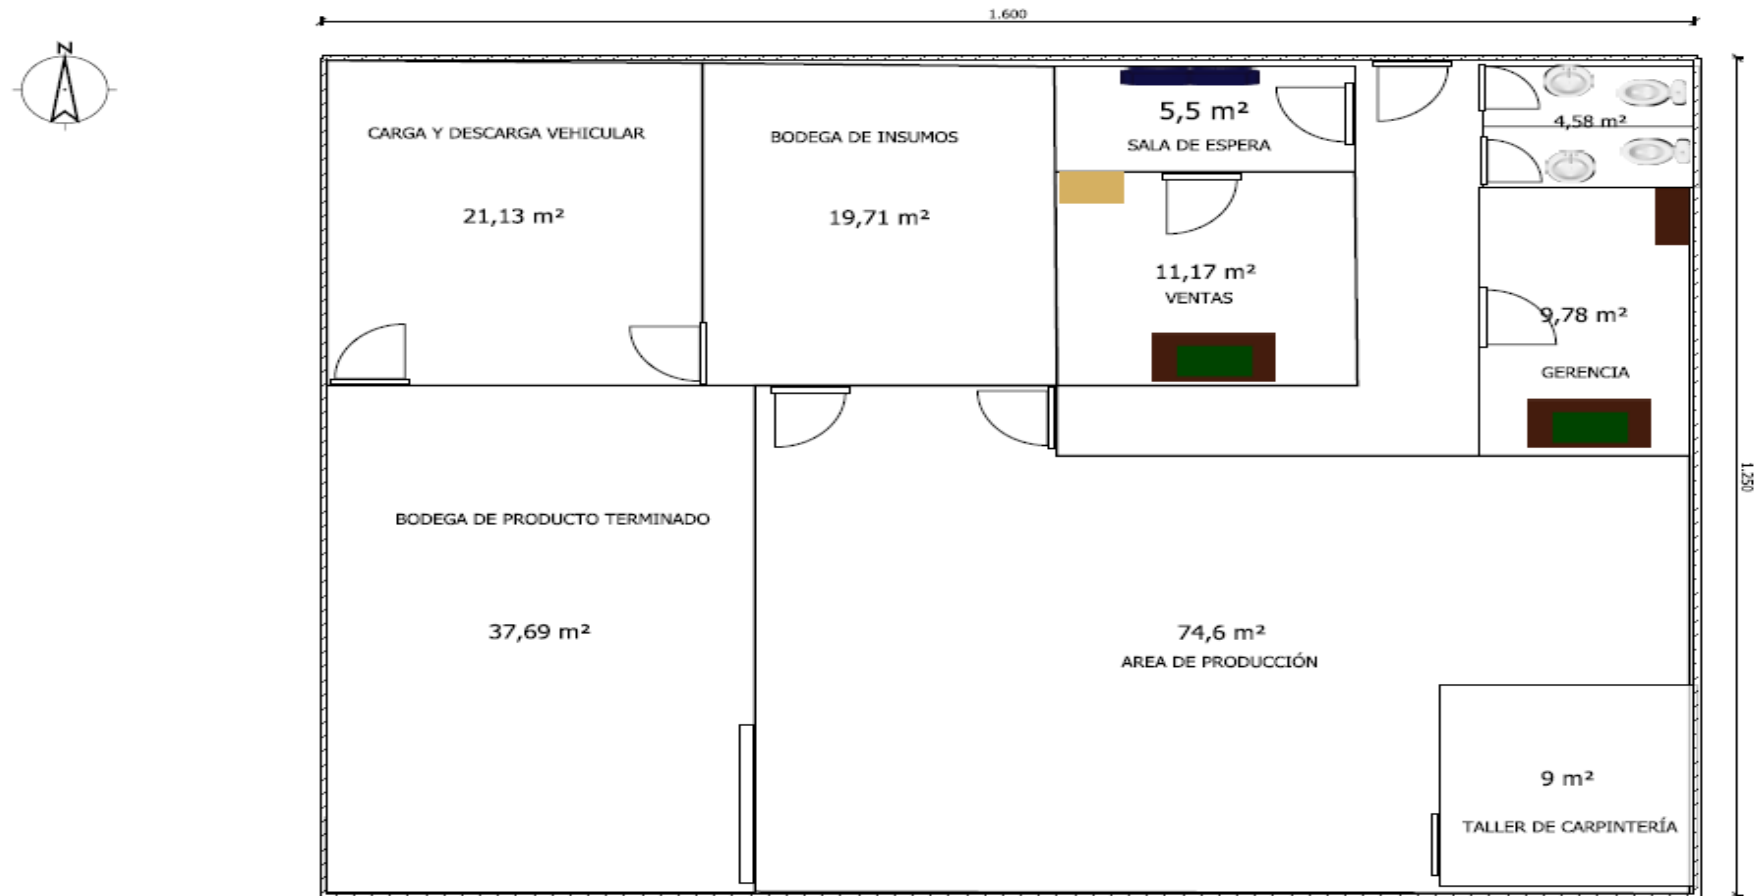 1.600
N
CARGA Y DESCARGA VEHICULAR
21,13 m²
BODEGA DE INSUMOS
19,71 m²
5,5 m²
SALA DE ESPERA
4,58 m²
11,17 m²
VENTAS
9,78 m²
GERENCIA
1.250
BODEGA DE PRODUCTO TERMINADO
37,69 m²
74,6 m²
AREA DE PRODUCCIÓN
9 m²
TALLER DE CARPINTERÍA